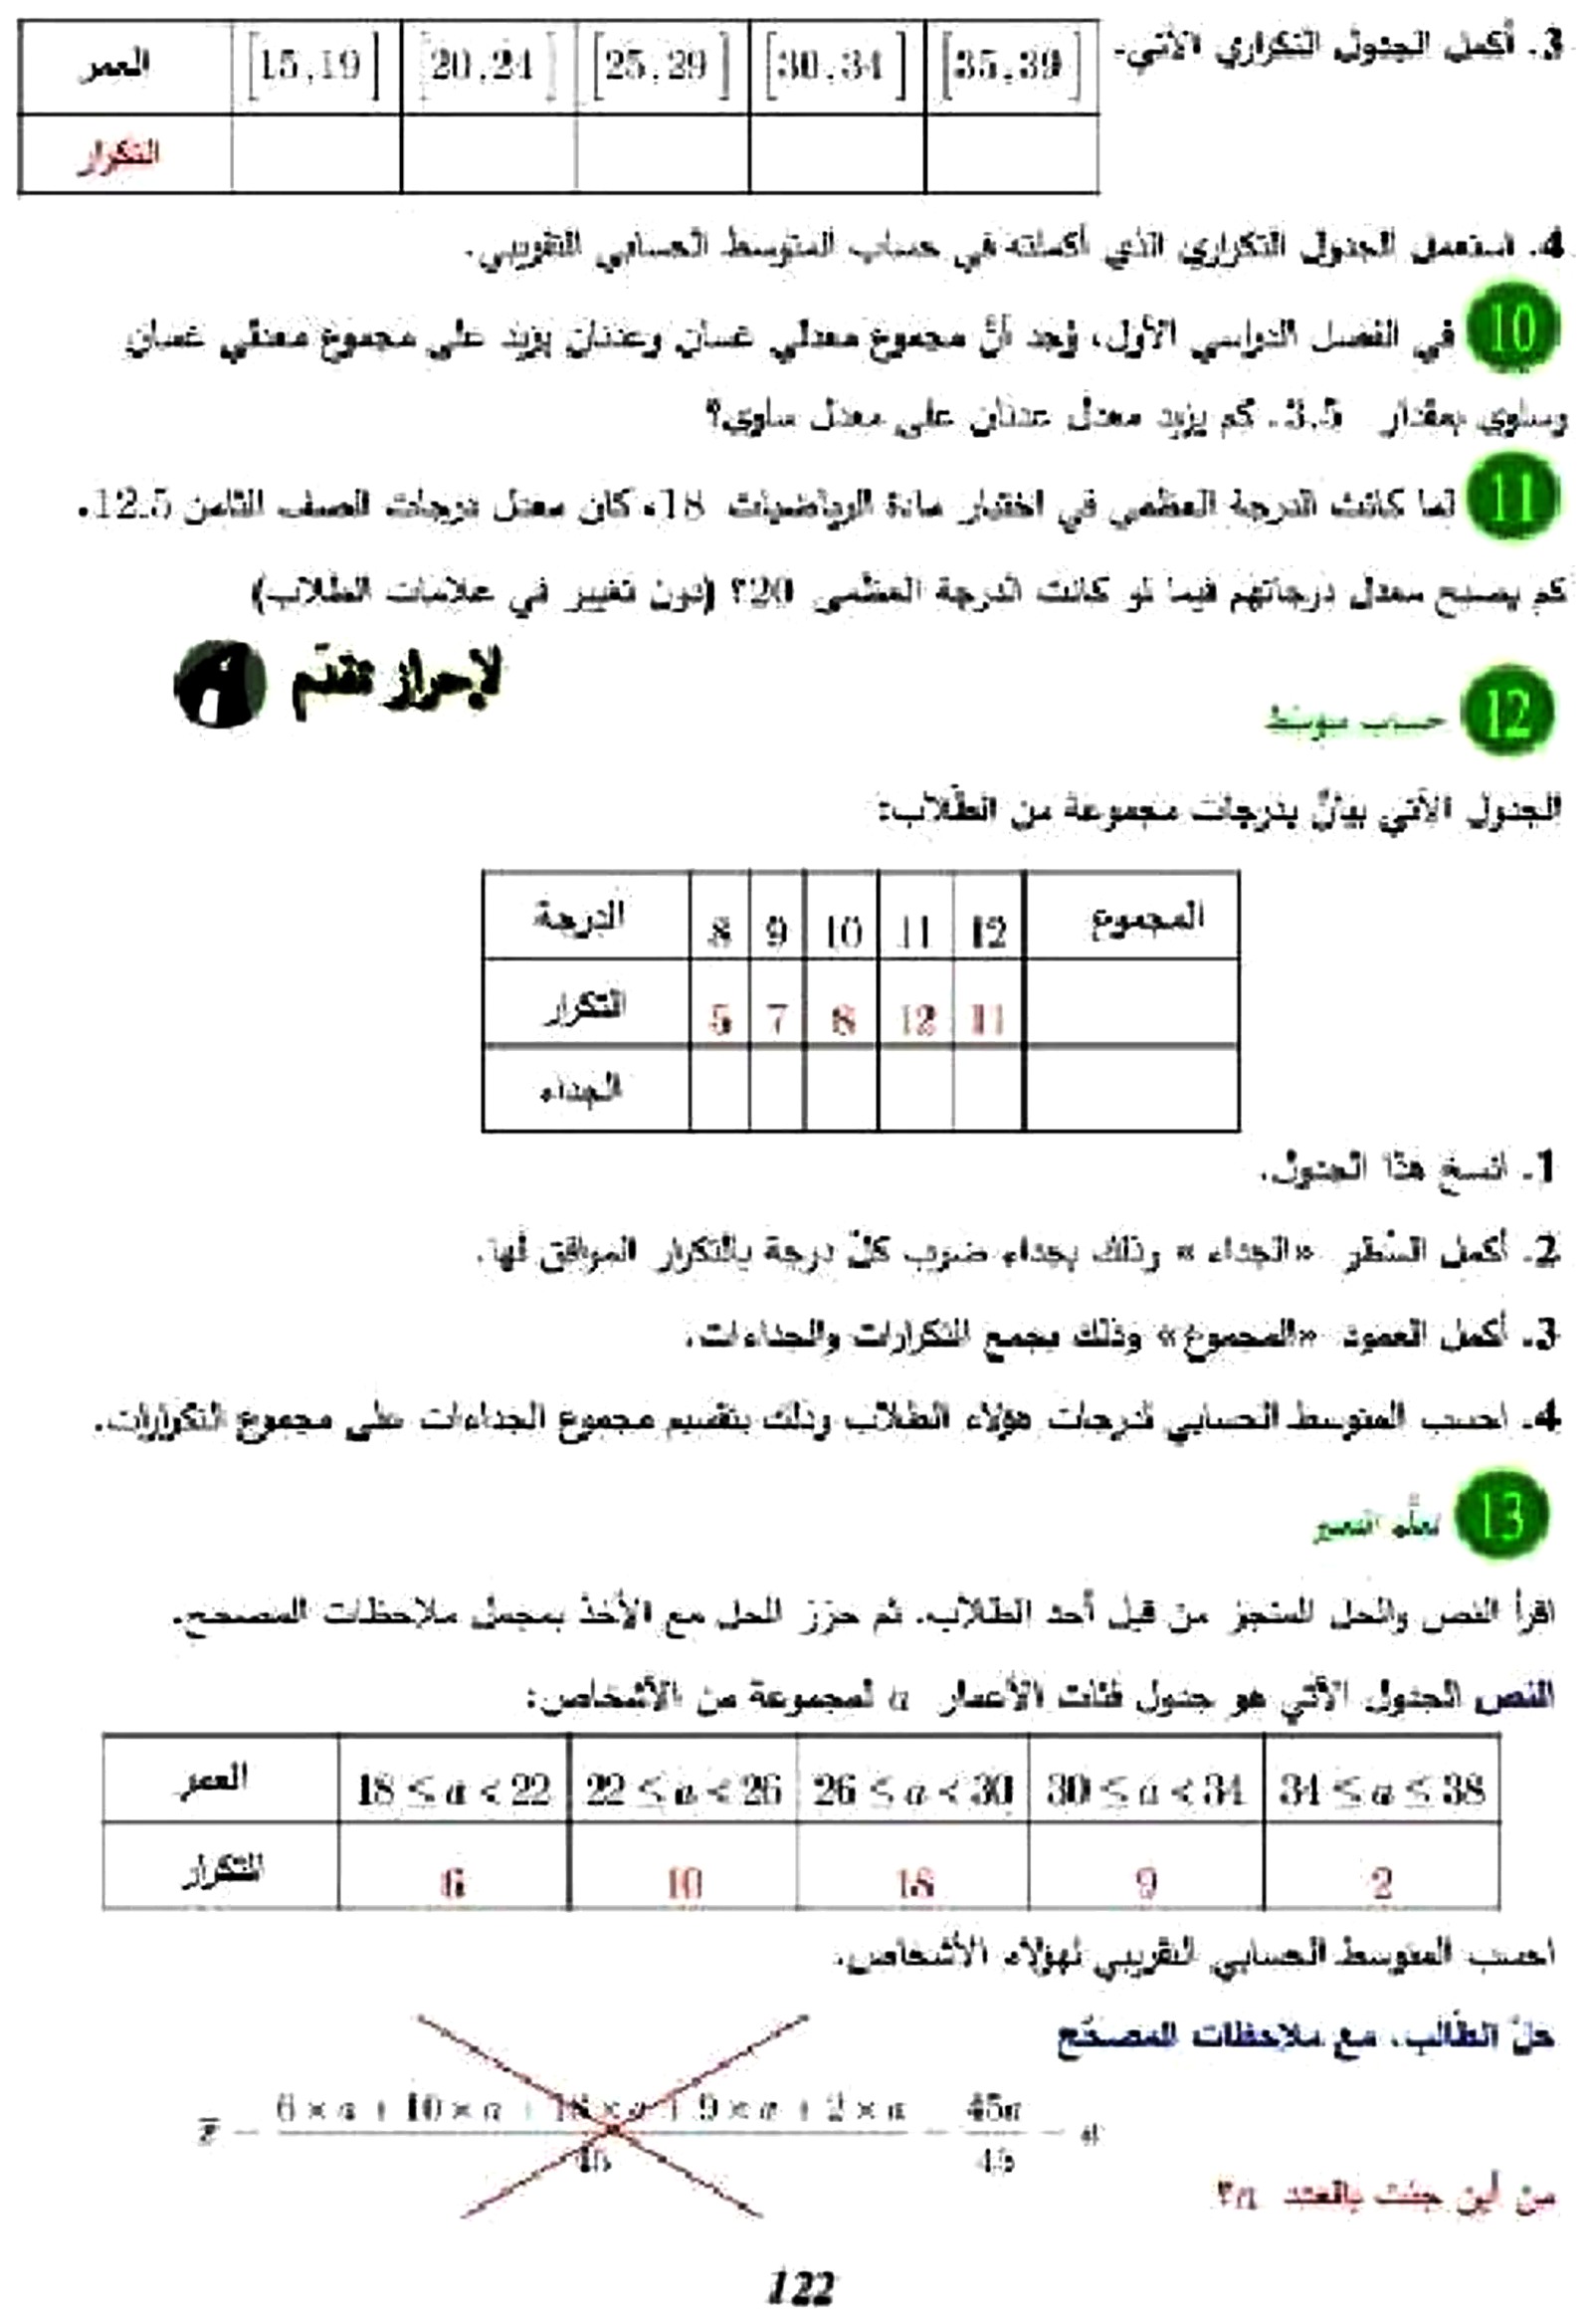 3. أكمل الجدول التكراري الآتي.
العمر [15,19] [20,24] [25,29] [30,34] [35,39]
التكرار
4. استعمل الجدول التكراري الذي أكملته في حساب المتوسط الحسابي التقريبي.
10 في الفصل الدراسي الأول، وُجد أنَّ مجموع معدلي غسان وعدنان يزيد على مجموع معدلي غسان
وسلوى بمقدار 3.5. كم يزيد معدل عدنان على معدل سلوى؟
11 لما كانت الدرجة العظمى في اختبار مادة الرياضيات 18، كان معدل درجات الصف الثامن 12.5.
كم يصبح معدل درجاتهم فيما لو كانت الدرجة العظمى 20؟ (دون تغيير في علامات الطلاب)
لإحراز تقدّم
12 حساب متوسط
الجدول الآتي بيانٌ بدرجات مجموعة من الطلاب:
الدرجة 8 9 10 11 12 المجموع
التكرار 5 7 8 12 11
الجداء
1. انسخ هذا الجدول.
2. أكمل السّطر «الجداء» وذلك بجداء ضرب كلّ درجة بالتكرار الموافق لها.
3. أكمل العمود «المجموع» وذلك بجمع التكرارات والجداءات.
4. احسب المتوسط الحسابي لدرجات هؤلاء الطلاب وذلك بتقسيم مجموع الجداءات على مجموع التكرارات.
13 تعلَّم التعبير
اقرأ النص والحل المنجز من قبل أحد الطلاب. ثم حرّر الحل مع الأخذ بمجمل ملاحظات المصحح.
النص الجدول الآتي هو جدول فئات الأعمار a لمجموعة من الأشخاص:
العمر 18 ≤ a < 22 22 ≤ a < 26 26 ≤ a < 30 30 ≤ a < 34 34 ≤ a ≤ 38
التكرار 6 10 18 9 2
احسب المتوسط الحسابي التقريبي لهؤلاء الأشخاص.
حلّ الطالب، مع ملاحظات المصحّح
x̄ = (6 × a + 10 × a + 18 × a + 9 × a + 2 × a) / 45 = 45a / 45 = a
من أين جئت بالعدد a؟
122